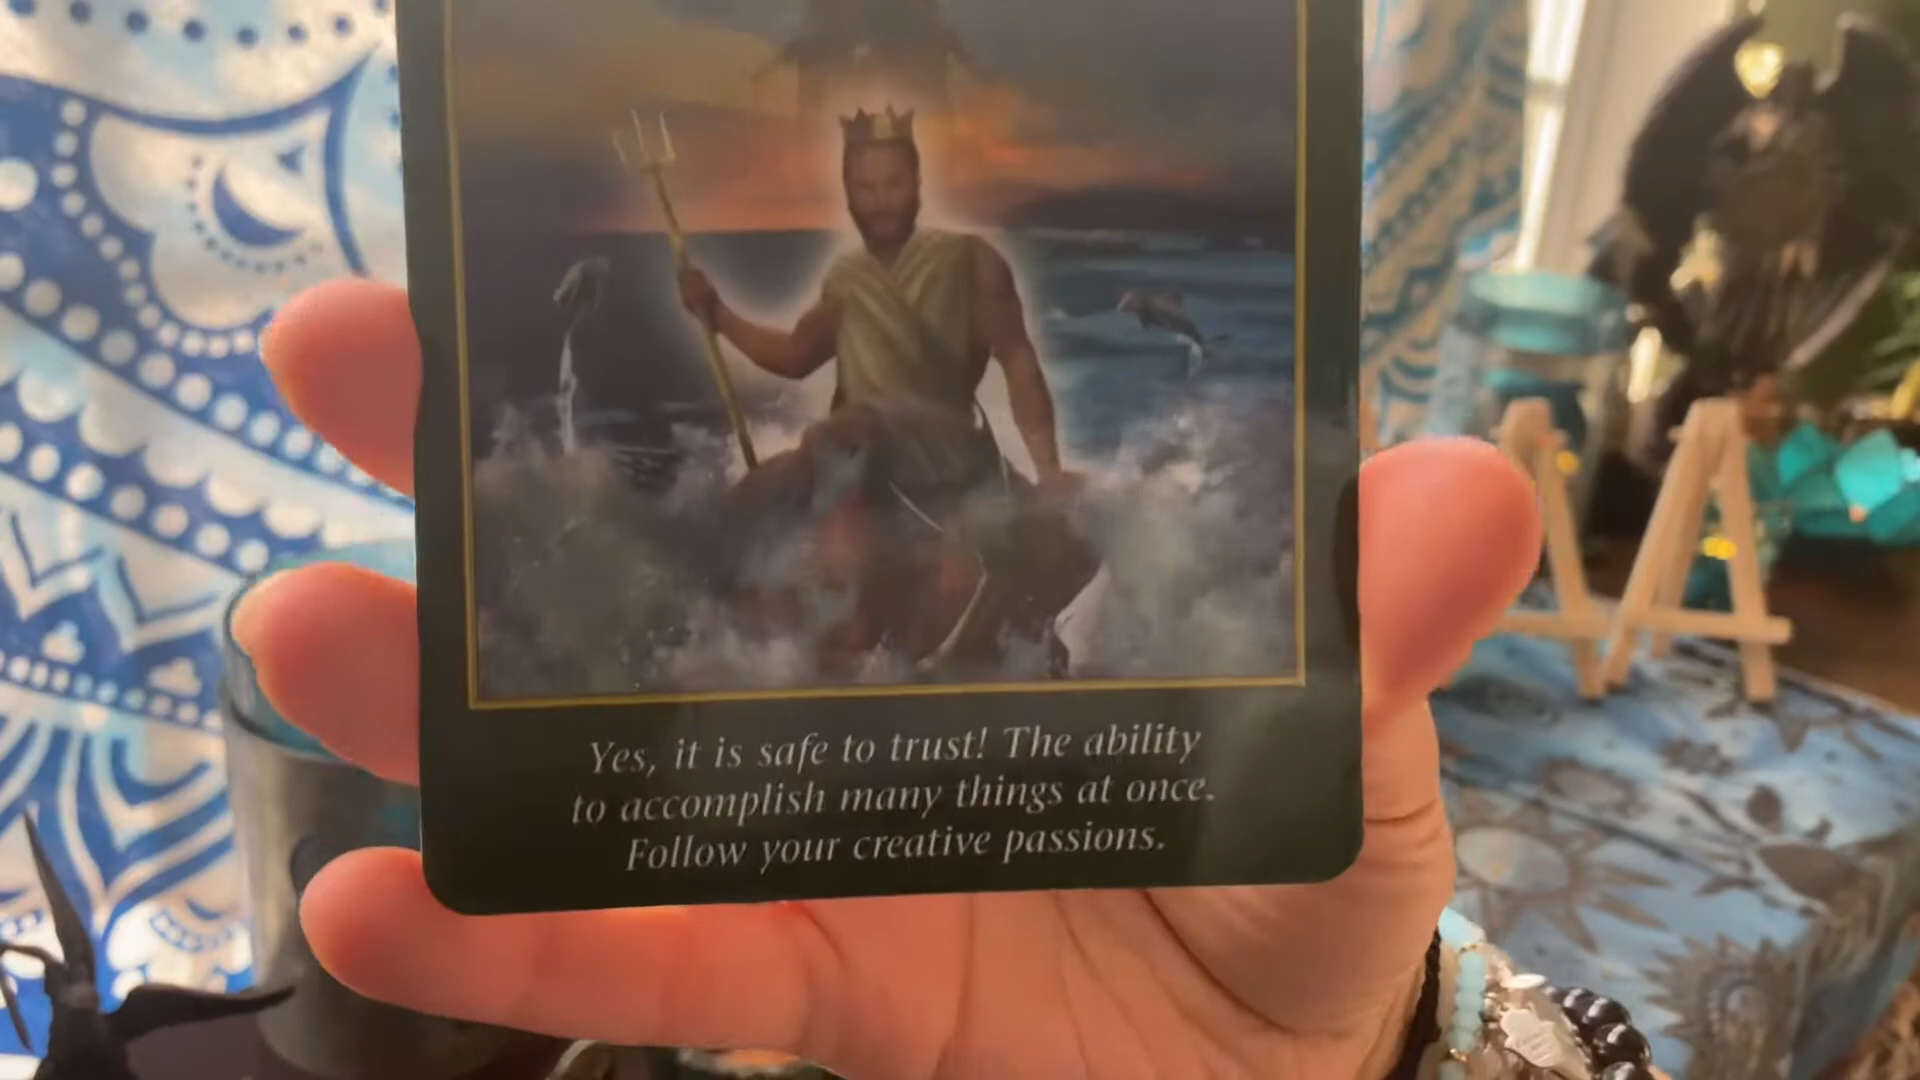 Yes, it is safe to trust! The ability
to accomplish many things at once.
Follow your creative passions.